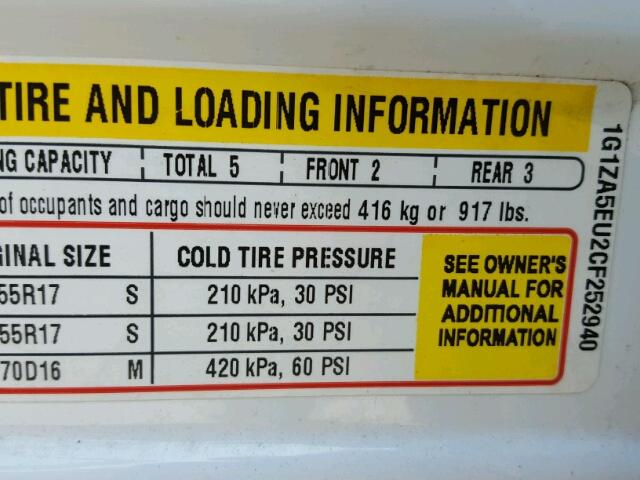 TIRE AND LOADING INFORMATION
NG CAPACITY TOTAL 5 FRONT 2 REAR 3
of occupants and cargo should never exceed 416 kg or 917 lbs.
GINAL SIZE COLD TIRE PRESSURE
55R17 S 210 kPa, 30 PSI
55R17 S 210 kPa, 30 PSI
70D16 M 420 kPa, 60 PSI
SEE OWNER'S
MANUAL FOR
ADDITIONAL
INFORMATION
1G1ZA5EU2CF252940